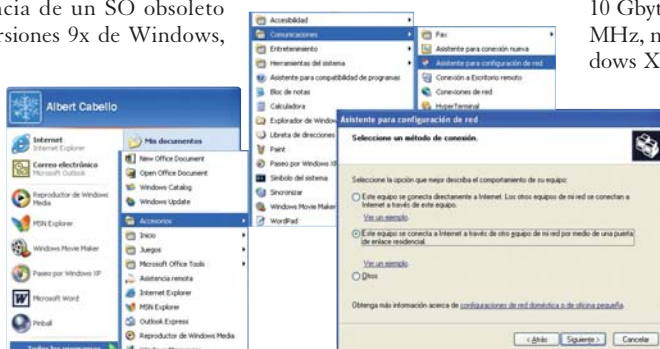 ncia de un SO obsoleto
rsiones 9x de Windows,
10 Gbyt
MHz, m
dows X
Albert Cabello
Internet
Internet Explorer
Correo electrónico
Microsoft Outlook
Reproductor de Windows
Media
MSN Explorer
Windows Movie Maker
Paseo por Windows XP
Microsoft Word
Pinball
Todos los programas
Mis documentos
New Office Document
Open Office Document
Windows Catalog
Windows Update
Accesorios
Inicio
Juegos
Microsoft Office Tools
Asistencia remota
Internet Explorer
MSN Explorer
Outlook Express
Reproductor de Windows Media
Windows Messenger
Accesibilidad
Comunicaciones
Entretenimiento
Herramientas del sistema
Asistente para compatibilidad de programas
Bloc de notas
Calculadora
Explorador de Window
Libreta de direcciones
Paint
Paseo por Windows XP
Símbolo del sistema
Sincronizar
Windows Movie Maker
WordPad
Fax
Asistente para conexión nueva
Asistente para configuración de red
Conexión a Escritorio remoto
Conexiones de red
HyperTerminal
Asistente para configuración de red
Seleccione un método de conexión.
Seleccione la opción que mejor describa el comportamiento de su equipo:
Este equipo se conecta directamente a Internet. Los otros equipos de mi red se conectan a
Internet a través de este equipo.
Ver un ejemplo.
Este equipo se conecta a Internet a través de otro equipo de mi red por medio de una puerta
de enlace residencial.
Ver un ejemplo.
Otros
Obtenga más información acerca de configuraciones de red doméstica o de oficina pequeña.
< Atrás
Siguiente >
Cancelar